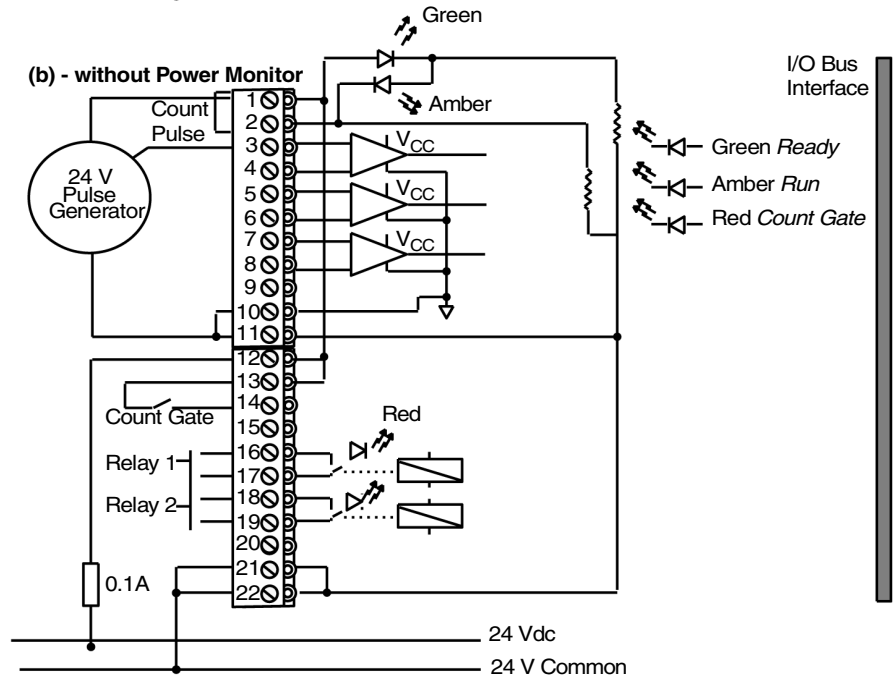 Green
(b) - without Power Monitor
I/O Bus
Interface
Amber
Count
Pulse
24 V
Pulse
Generator
1
2
3
4
5
6
7
8
9
10
11
12
13
14
15
16
17
18
19
20
21
22
VCC
VCC
VCC
Green Ready
Amber Run
Red Count Gate
Count Gate
Red
Relay 1
Relay 2
0.1A
24 Vdc
24 V Common